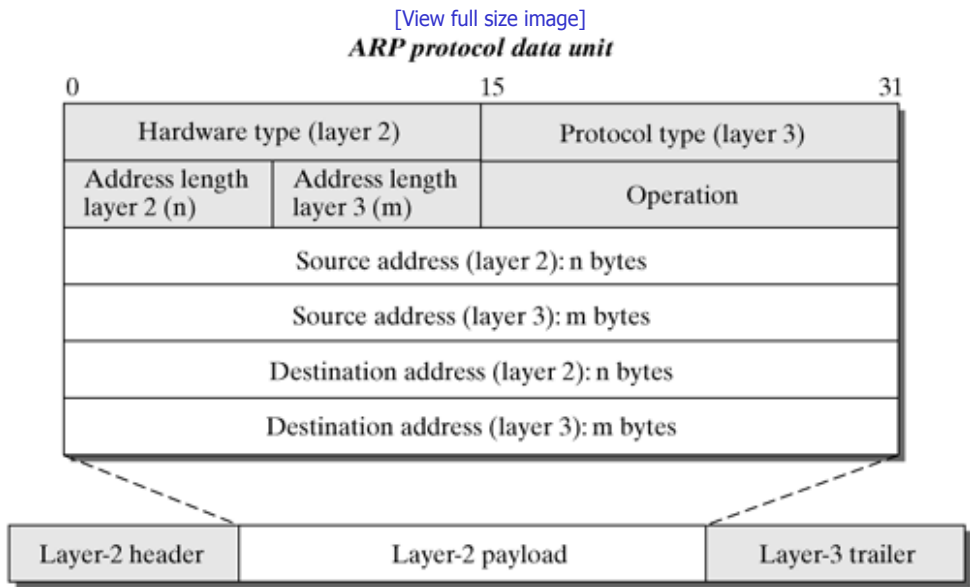 [View full size image]
ARP protocol data unit
0 15 31
Hardware type (layer 2) Protocol type (layer 3)
Address length layer 2 (n) Address length layer 3 (m) Operation
Source address (layer 2): n bytes
Source address (layer 3): m bytes
Destination address (layer 2): n bytes
Destination address (layer 3): m bytes
Layer-2 header Layer-2 payload Layer-3 trailer